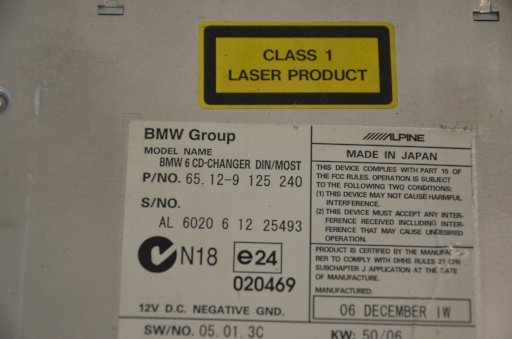 CLASS 1
LASER PRODUCT
BMW Group
MODEL NAME
BMW 6 CD-CHANGER DIN/MOST
P/NO. 65.12-9 125 240
S/NO.
AL 6020 6 12 25493
N18 e24
020469
12V D.C. NEGATIVE GND.
SW/NO. 05.01.3C
ALPINE
MADE IN JAPAN
THIS DEVICE COMPLIES WITH PART 15 OF
THE FCC RULES. OPERATION IS SUBJECT
TO THE FOLLOWING TWO CONDITIONS:
(1) THIS DEVICE MAY NOT CAUSE HARMFUL
INTERFERENCE.
(2) THIS DEVICE MUST ACCEPT ANY INTER-
FERENCE RECEIVED INCLUDING INTER-
FERENCE THAT MAY CAUSE UNDESIRED
OPERATION.
PRODUCT IS CERTIFIED BY THE MANUFAC-
RER TO COMPLY WITH DHHS RULES 21 CFR
SUBCHAPTER J APPLICATION AT THE DATE
OF MANUFACTURE.
MANUFACTURED:
06 DECEMBER 1W
KW: 50/06